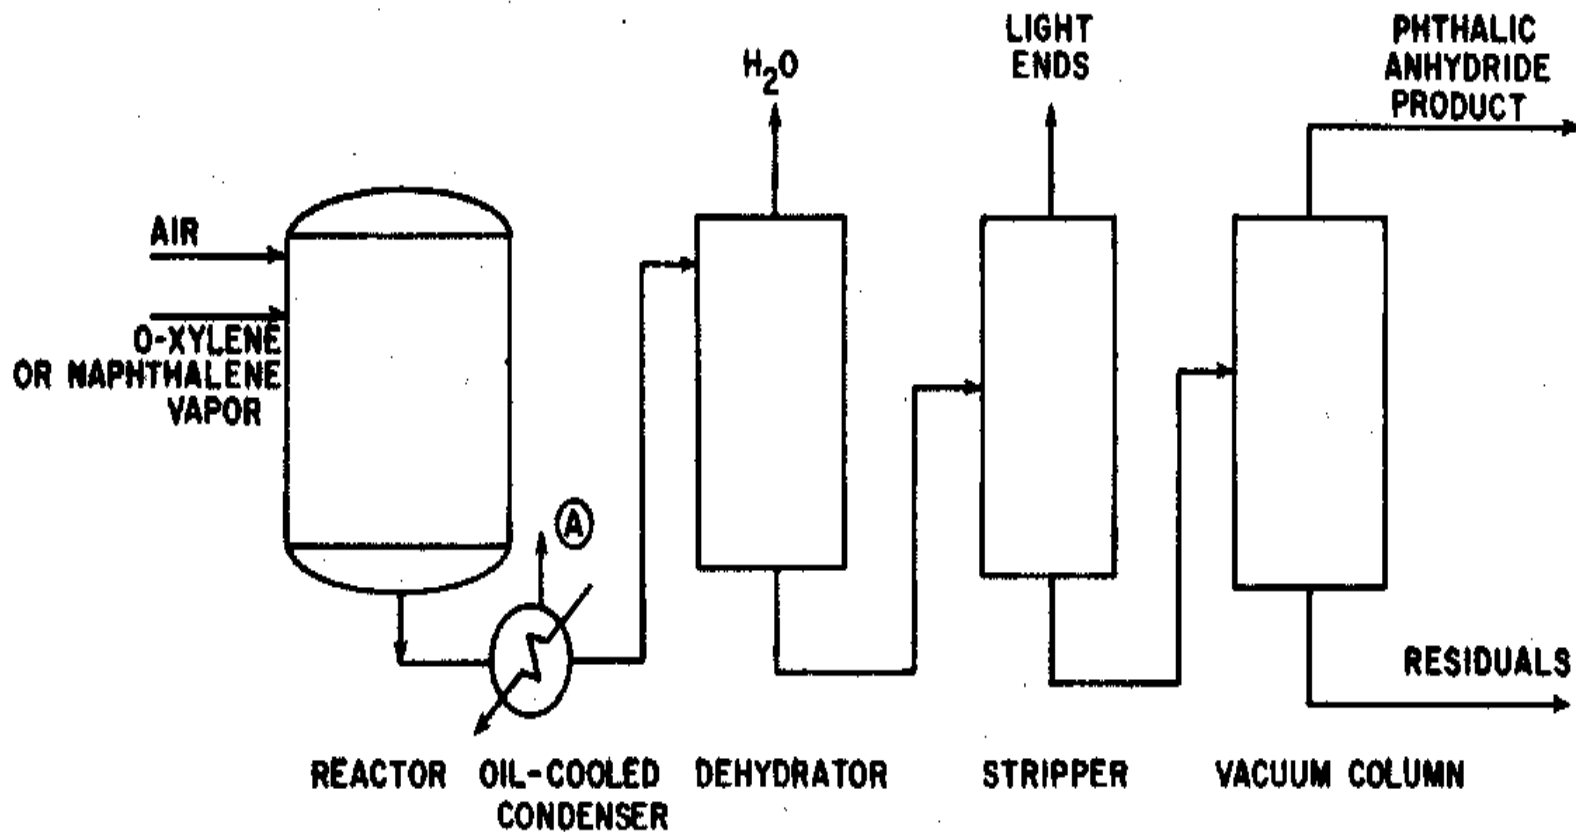 H2O
LIGHT
ENDS
PHTHALIC
ANHYDRIDE
PRODUCT
AIR
O-XYLENE
OR NAPHTHALENE
VAPOR
A
RESIDUALS
REACTOR
OIL-COOLED
CONDENSER
DEHYDRATOR
STRIPPER
VACUUM COLUMN